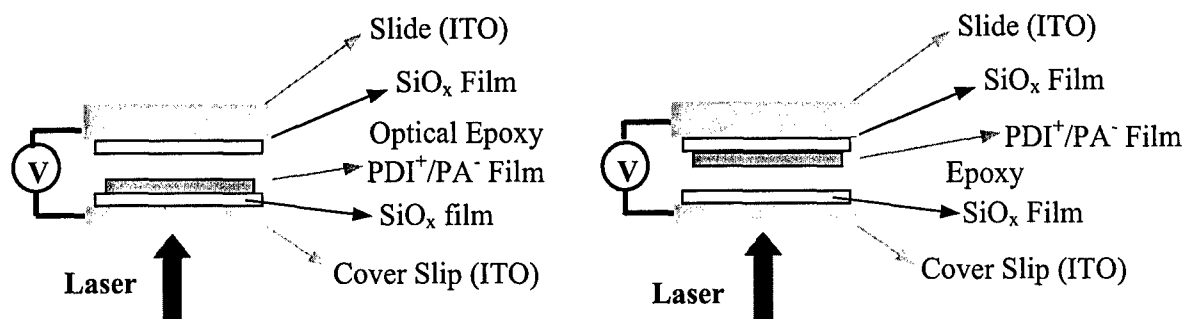 Slide (ITO)
SiOₓ Film
Optical Epoxy
PDI⁺/PA⁻ Film
SiOₓ film
Cover Slip (ITO)
V
Laser
Slide (ITO)
SiOₓ Film
PDI⁺/PA⁻ Film
Epoxy
SiOₓ Film
Cover Slip (ITO)
V
Laser